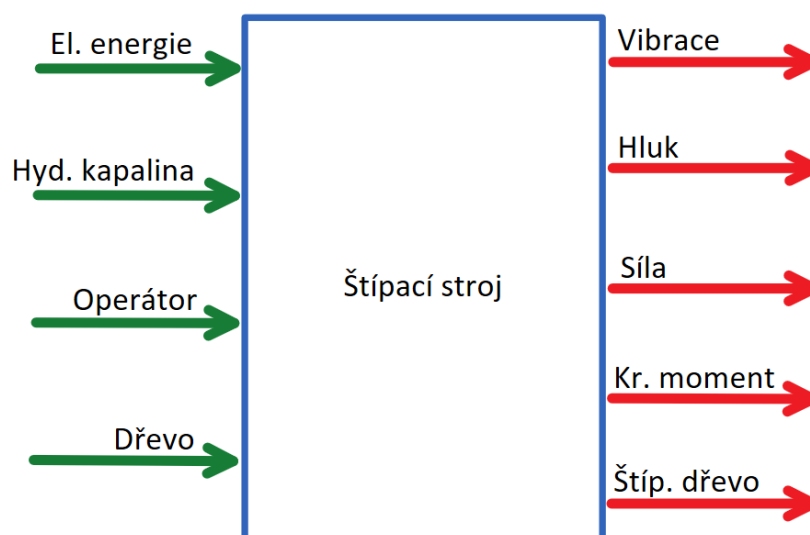 El. energie
Hyd. kapalina
Operátor
Dřevo
Štípací stroj
Vibrace
Hluk
Síla
Kr. moment
Štíp. dřevo